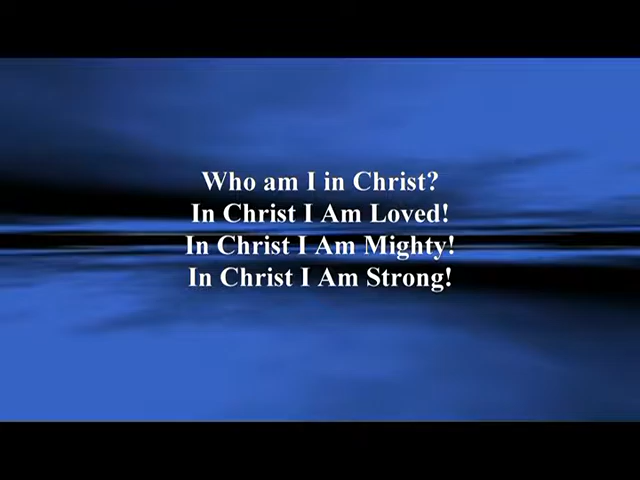 Who am I in Christ?
In Christ I Am Loved!
In Christ I Am Mighty!
In Christ I Am Strong!